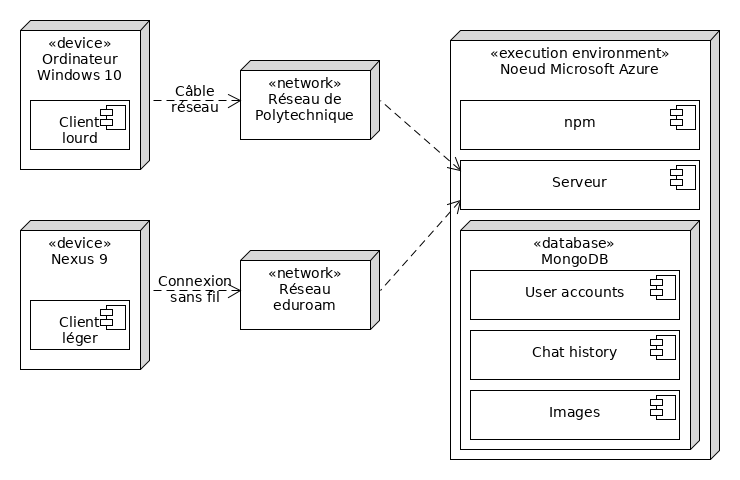 «device»
Ordinateur
Windows 10
Client
lourd
Câble
réseau
«network»
Réseau de
Polytechnique
«device»
Nexus 9
Client
léger
Connexion
sans fil
«network»
Réseau
eduroam
«execution environment»
Noeud Microsoft Azure
npm
Serveur
«database»
MongoDB
User accounts
Chat history
Images